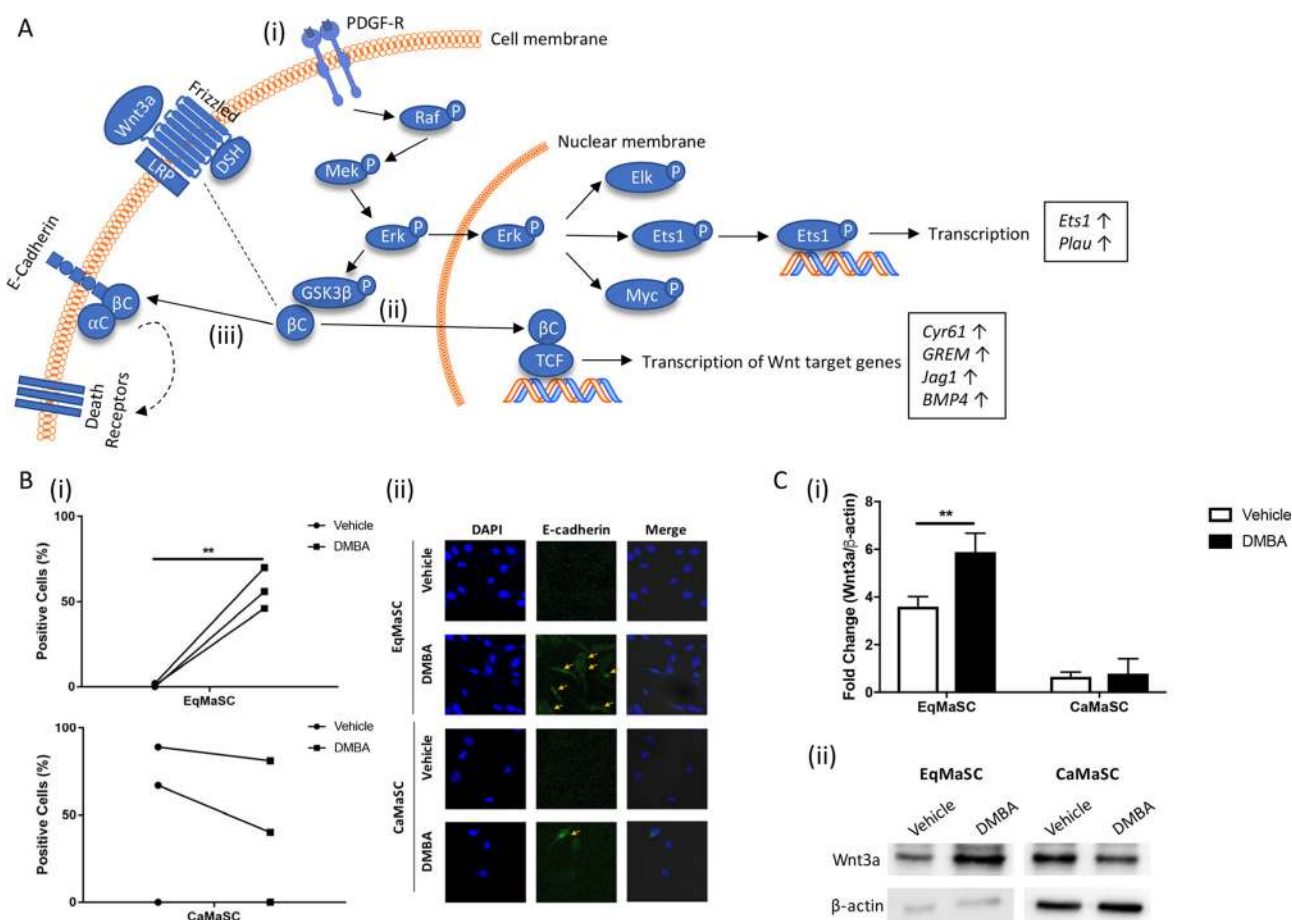 A
(i)
PDGF-R
Cell membrane
Wnt3a
Frizzled
LRP
DSH
Raf
P
Mek
P
Erk
P
GSK3β
P
βC
(ii)
(iii)
E-Cadherin
βC
αC
Death
Receptors
Nuclear membrane
Erk
P
Elk
P
Ets1
P
Myc
P
Ets1
P
Transcription
Ets1 ↑
Plau ↑
βC
TCF
Transcription of Wnt target genes
Cyr61 ↑
GREM ↑
Jag1 ↑
BMP4 ↑
B
(i)
Positive Cells (%)
100
50
0
**
EqMaSC
Vehicle
DMBA
Positive Cells (%)
100
50
0
CaMaSC
Vehicle
DMBA
(ii)
DAPI
E-cadherin
Merge
EqMaSC
Vehicle
DMBA
CaMaSC
Vehicle
DMBA
C
(i)
Fold Change (Wnt3a/β-actin)
8
6
4
2
0
**
EqMaSC
CaMaSC
Vehicle
DMBA
(ii)
EqMaSC
CaMaSC
Vehicle
DMBA
Vehicle
DMBA
Wnt3a
β-actin